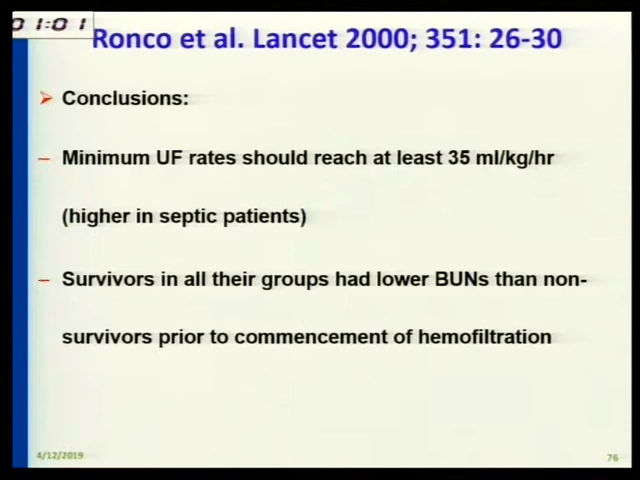 01:01
Ronco et al. Lancet 2000; 351: 26-30
Conclusions:
– Minimum UF rates should reach at least 35 ml/kg/hr
(higher in septic patients)
– Survivors in all their groups had lower BUNs than non-
survivors prior to commencement of hemofiltration
4/12/2019
76